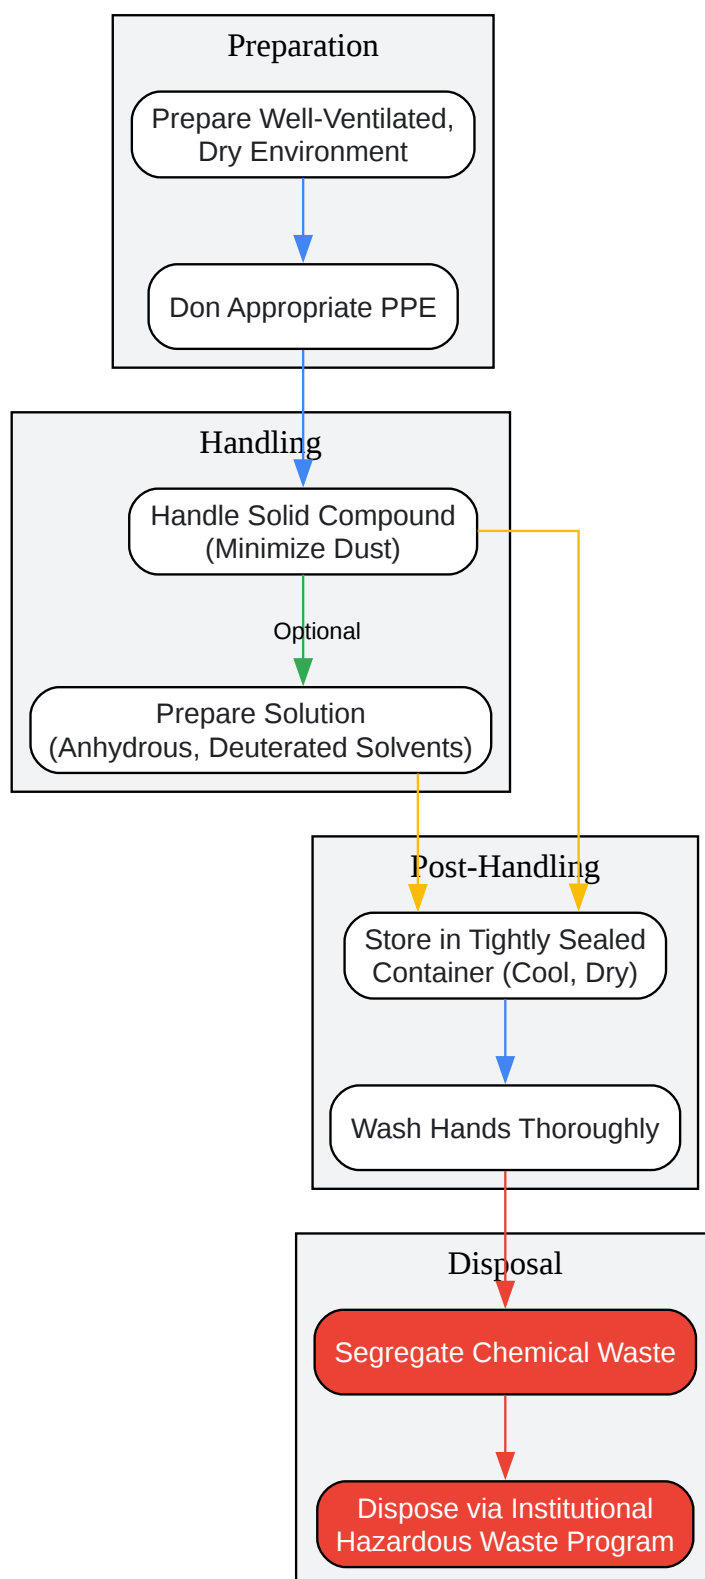 Preparation
Prepare Well-Ventilated,
Dry Environment
Don Appropriate PPE
Handling
Handle Solid Compound
(Minimize Dust)
Optional
Prepare Solution
(Anhydrous, Deuterated Solvents)
Post-Handling
Store in Tightly Sealed
Container (Cool, Dry)
Wash Hands Thoroughly
Disposal
Segregate Chemical Waste
Dispose via Institutional
Hazardous Waste Program